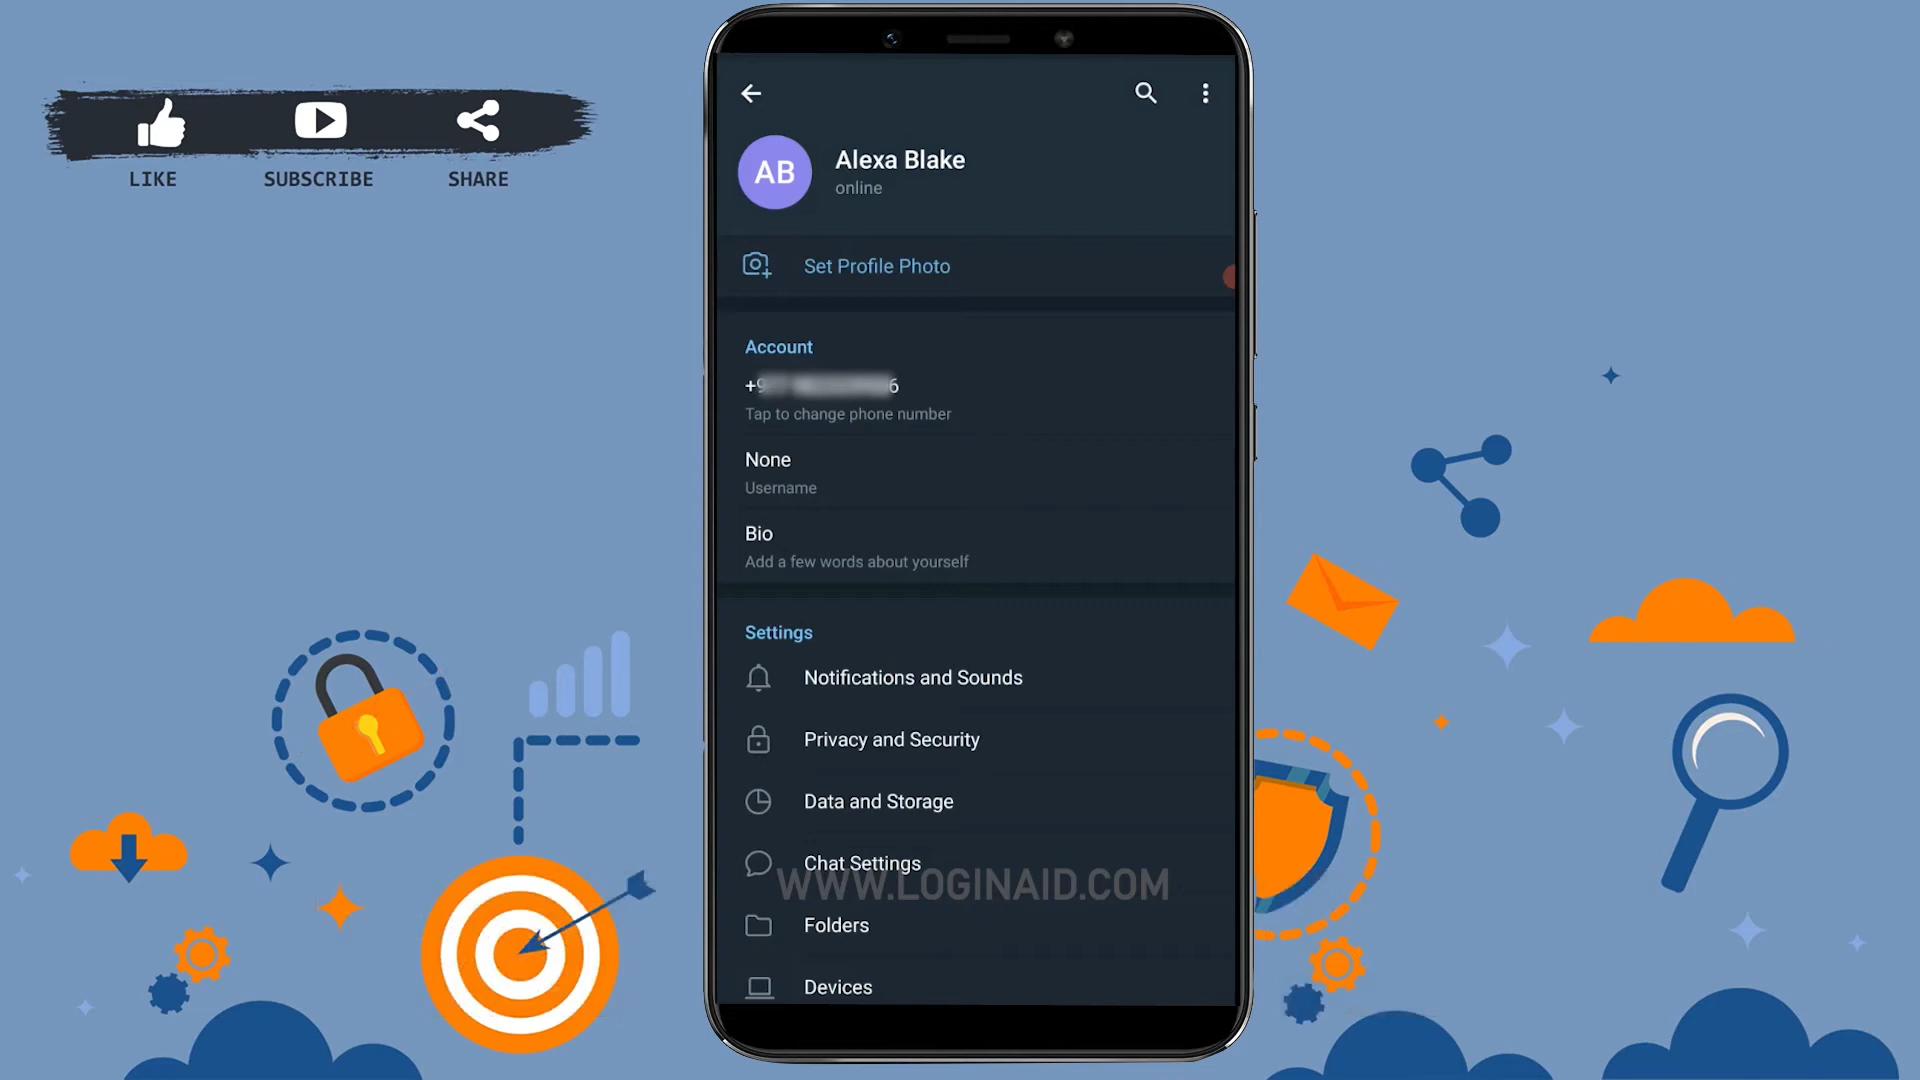 LIKE
SUBSCRIBE
SHARE
AB
Alexa Blake
online
Set Profile Photo
Account
Tap to change phone number
None
Username
Bio
Add a few words about yourself
Settings
Notifications and Sounds
Privacy and Security
Data and Storage
Chat Settings
WWW.LOGINAID.COM
Folders
Devices